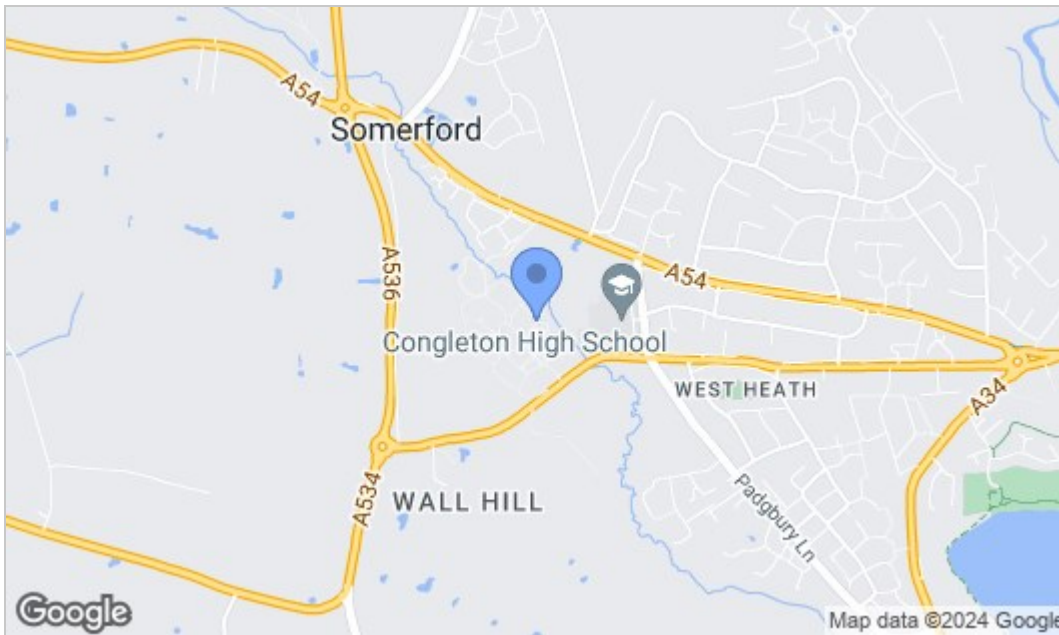 A54
Somerford
A536
A54
Congleton High School
WEST HEATH
A34
A534
WALL HILL
Padgbury Ln
Google
Map data ©2024 Google